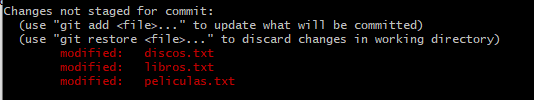 Changes not staged for commit:
  (use "git add <file>..." to update what will be committed)
  (use "git restore <file>..." to discard changes in working directory)
        modified:   discos.txt
        modified:   libros.txt
        modified:   peliculas.txt